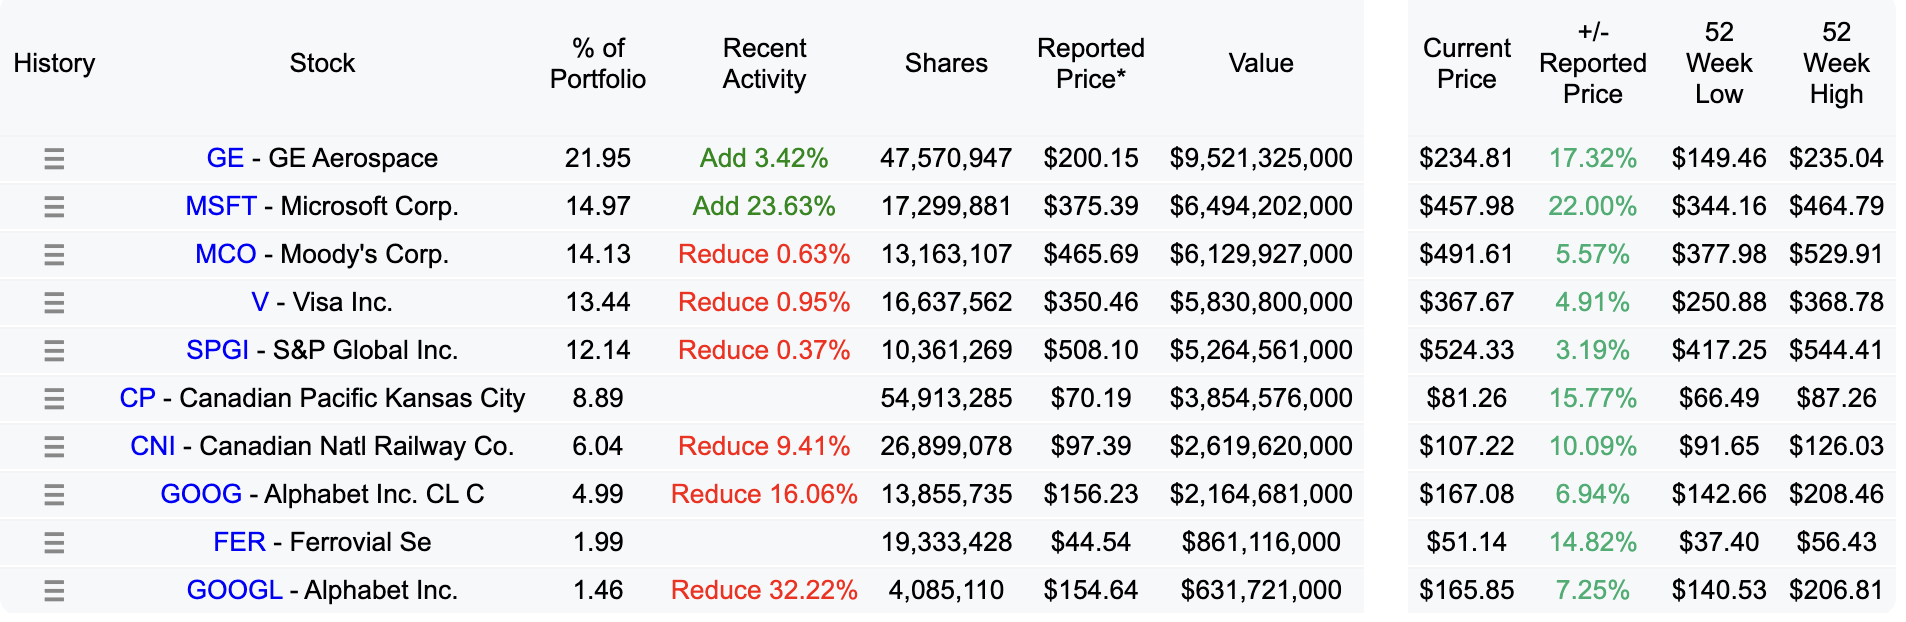 History Stock % of Portfolio Recent Activity Shares Reported Price* Value Current Price +/- Reported Price 52 Week Low 52 Week High
GE - GE Aerospace 21.95 Add 3.42% 47,570,947 $200.15 $9,521,325,000 $234.81 17.32% $149.46 $235.04
MSFT - Microsoft Corp. 14.97 Add 23.63% 17,299,881 $375.39 $6,494,202,000 $457.98 22.00% $344.16 $464.79
MCO - Moody's Corp. 14.13 Reduce 0.63% 13,163,107 $465.69 $6,129,927,000 $491.61 5.57% $377.98 $529.91
V - Visa Inc. 13.44 Reduce 0.95% 16,637,562 $350.46 $5,830,800,000 $367.67 4.91% $250.88 $368.78
SPGI - S&P Global Inc. 12.14 Reduce 0.37% 10,361,269 $508.10 $5,264,561,000 $524.33 3.19% $417.25 $544.41
CP - Canadian Pacific Kansas City 8.89 54,913,285 $70.19 $3,854,576,000 $81.26 15.77% $66.49 $87.26
CNI - Canadian Natl Railway Co. 6.04 Reduce 9.41% 26,899,078 $97.39 $2,619,620,000 $107.22 10.09% $91.65 $126.03
GOOG - Alphabet Inc. CL C 4.99 Reduce 16.06% 13,855,735 $156.23 $2,164,681,000 $167.08 6.94% $142.66 $208.46
FER - Ferrovial Se 1.99 19,333,428 $44.54 $861,116,000 $51.14 14.82% $37.40 $56.43
GOOGL - Alphabet Inc. 1.46 Reduce 32.22% 4,085,110 $154.64 $631,721,000 $165.85 7.25% $140.53 $206.81